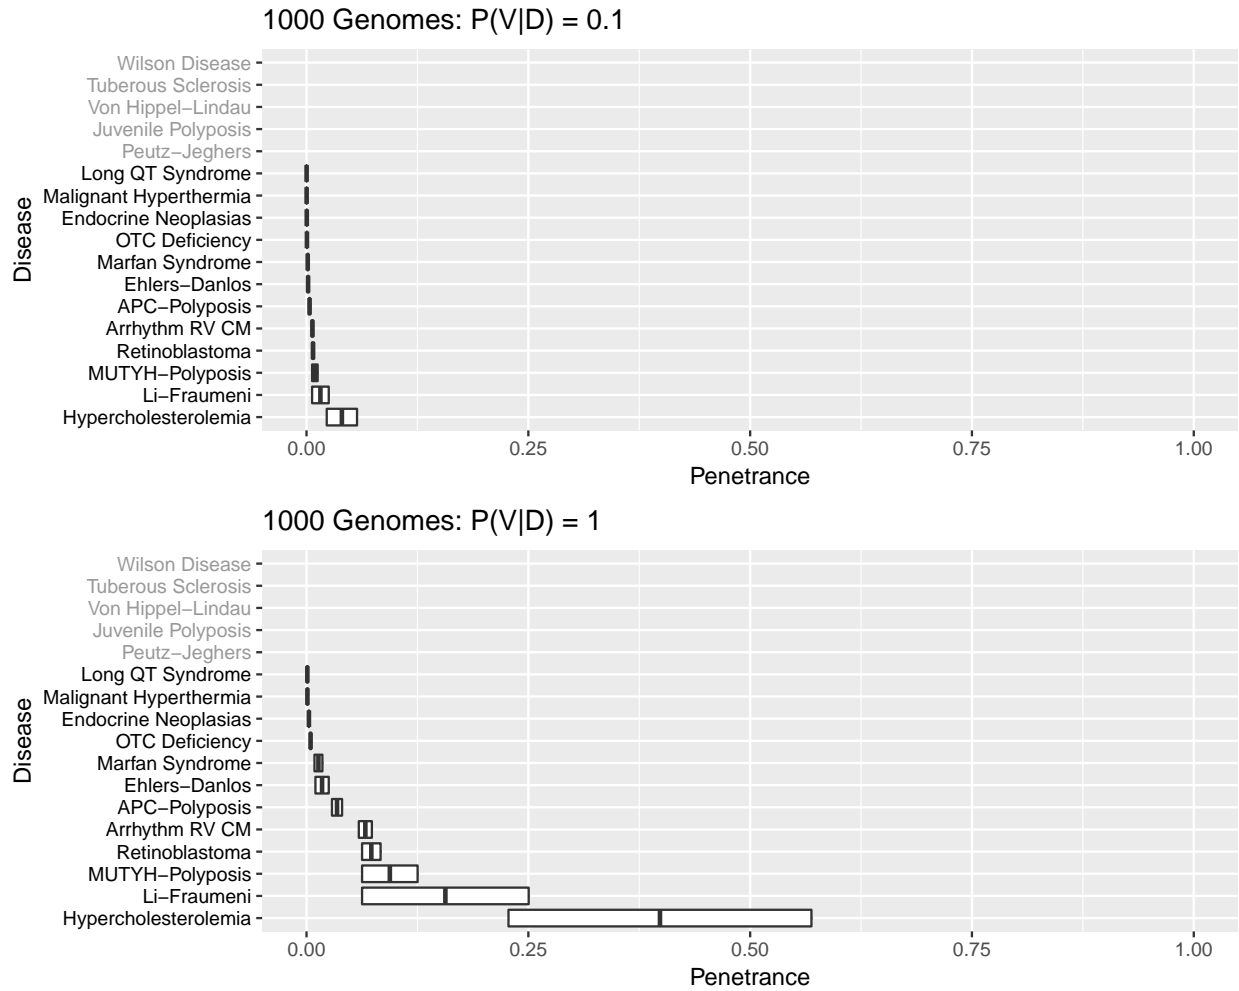 1000 Genomes: P(V|D) = 0.1
Disease
Wilson Disease
Tuberous Sclerosis
Von Hippel−Lindau
Juvenile Polyposis
Peutz−Jeghers
Long QT Syndrome
Malignant Hyperthermia
Endocrine Neoplasias
OTC Deficiency
Marfan Syndrome
Ehlers−Danlos
APC−Polyposis
Arrhythm RV CM
Retinoblastoma
MUTYH−Polyposis
Li−Fraumeni
Hypercholesterolemia
0.00 0.25 0.50 0.75 1.00
Penetrance
1000 Genomes: P(V|D) = 1
Disease
Wilson Disease
Tuberous Sclerosis
Von Hippel−Lindau
Juvenile Polyposis
Peutz−Jeghers
Long QT Syndrome
Malignant Hyperthermia
Endocrine Neoplasias
OTC Deficiency
Marfan Syndrome
Ehlers−Danlos
APC−Polyposis
Arrhythm RV CM
Retinoblastoma
MUTYH−Polyposis
Li−Fraumeni
Hypercholesterolemia
0.00 0.25 0.50 0.75 1.00
Penetrance